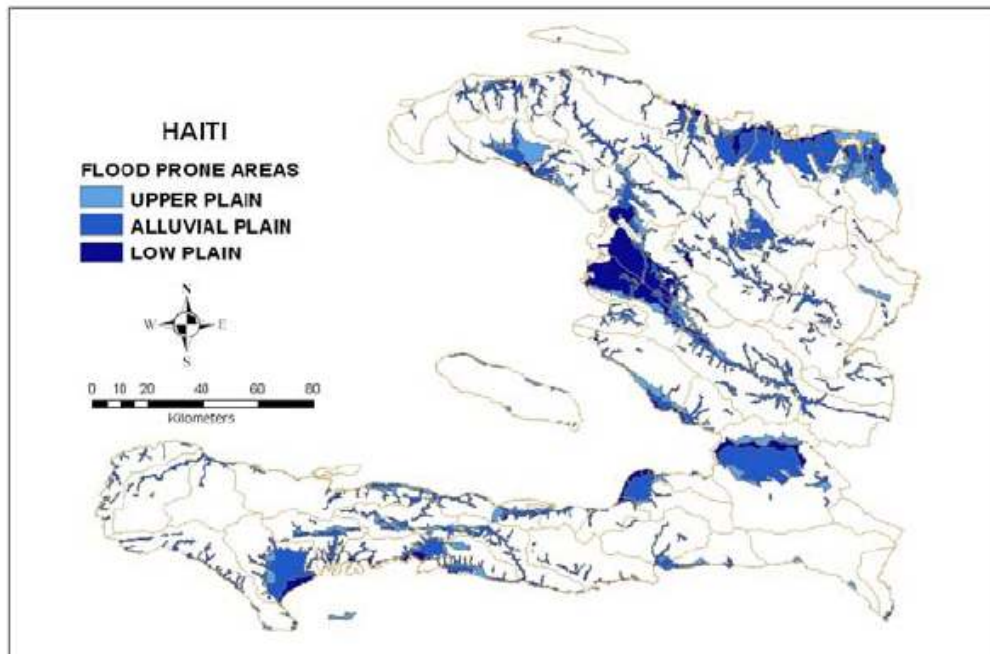 HAITI
FLOOD PRONE AREAS
UPPER PLAIN
ALLUVIAL PLAIN
LOW PLAIN
N
W E
S
0 10 20 40 60 80
Kilometers